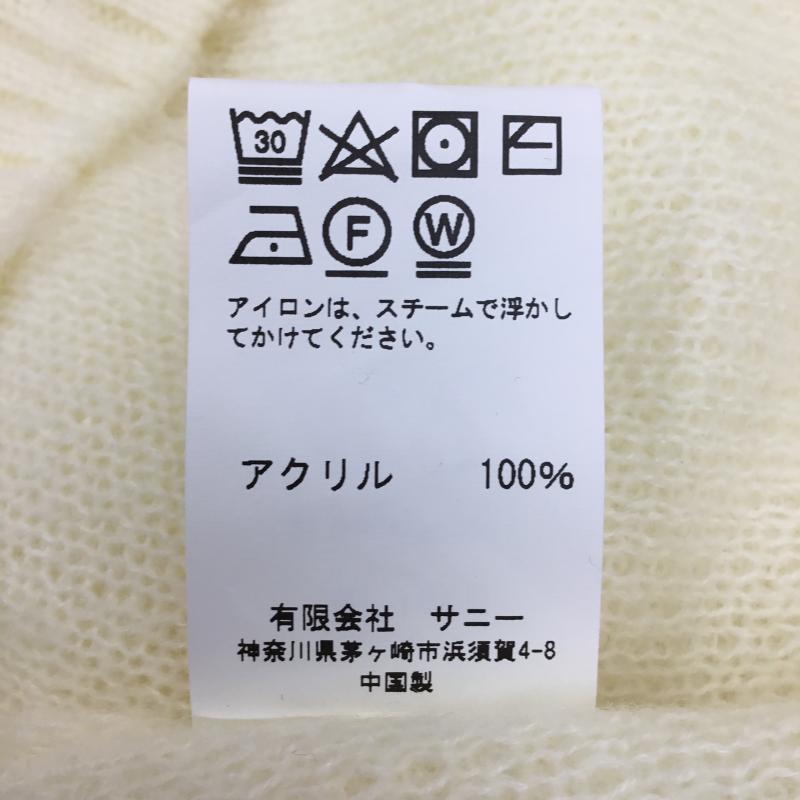 30
F W
アイロンは、スチームで浮かし
てかけてください。
アクリル 100%
有限会社 サニー
神奈川県茅ヶ崎市浜須賀4-8
中国製